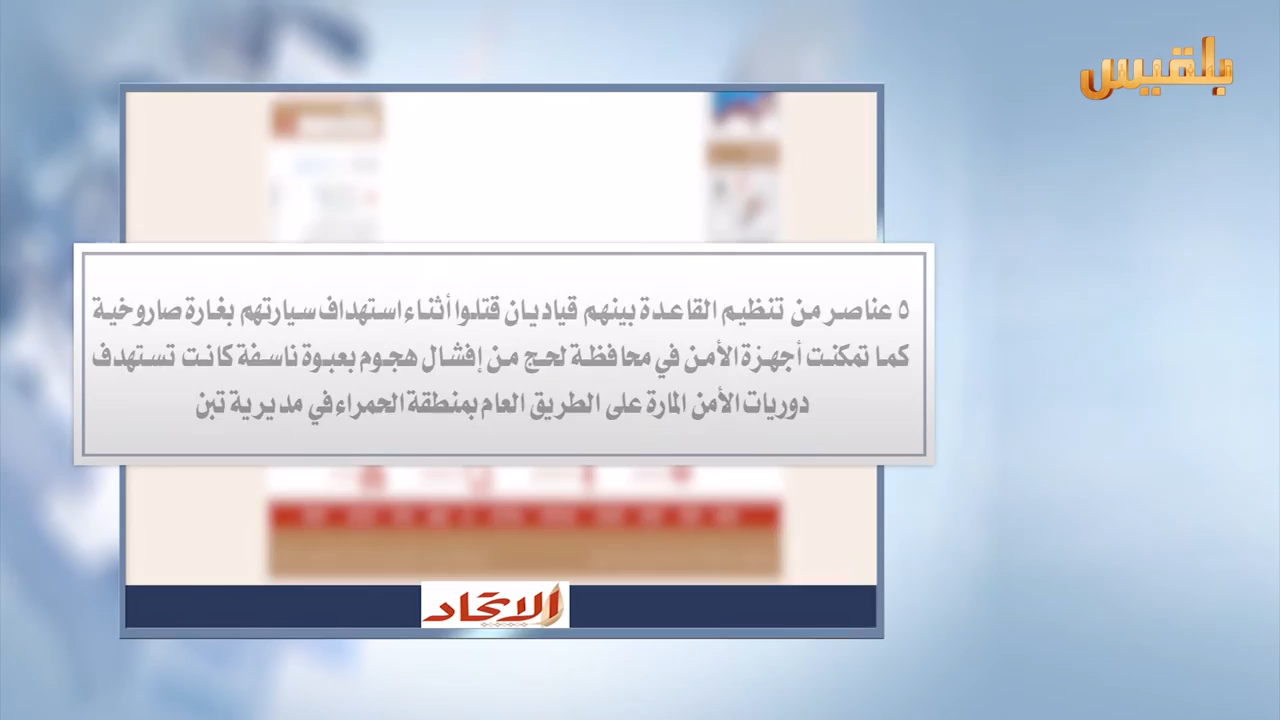 بلقيس
٥ عناصر من تنظيم القاعدة بينهم قياديان قتلوا أثناء استهداف سيارتهم بغارة صاروخية
كما تمكنت أجهزة الأمن في محافظة لحج من إفشال هجوم بعبوة ناسفة كانت تستهدف
دوريات الأمن المارة على الطريق العام بمنطقة الحمراء في مديرية تبن
الاتحاد